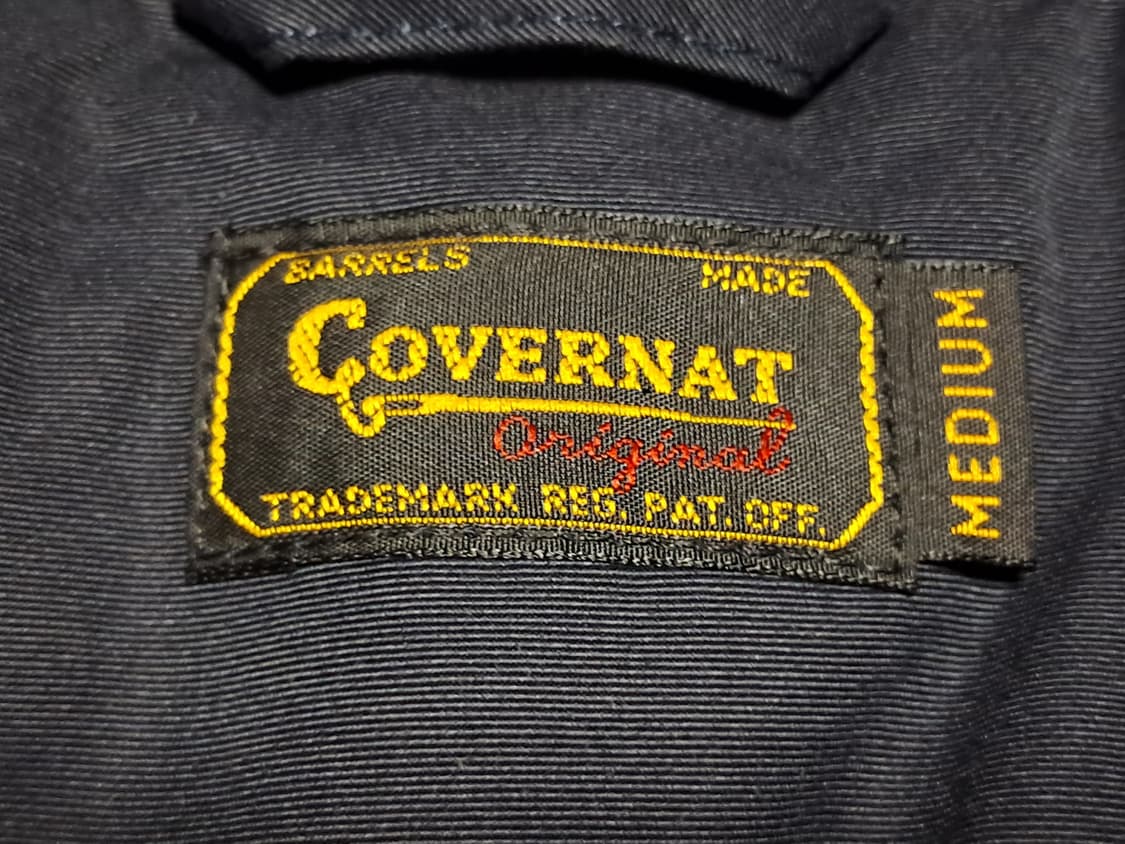 BARRELS MADE
COVERNAT
Original
TRADEMARK REG. PAT. OFF.
MEDIUM